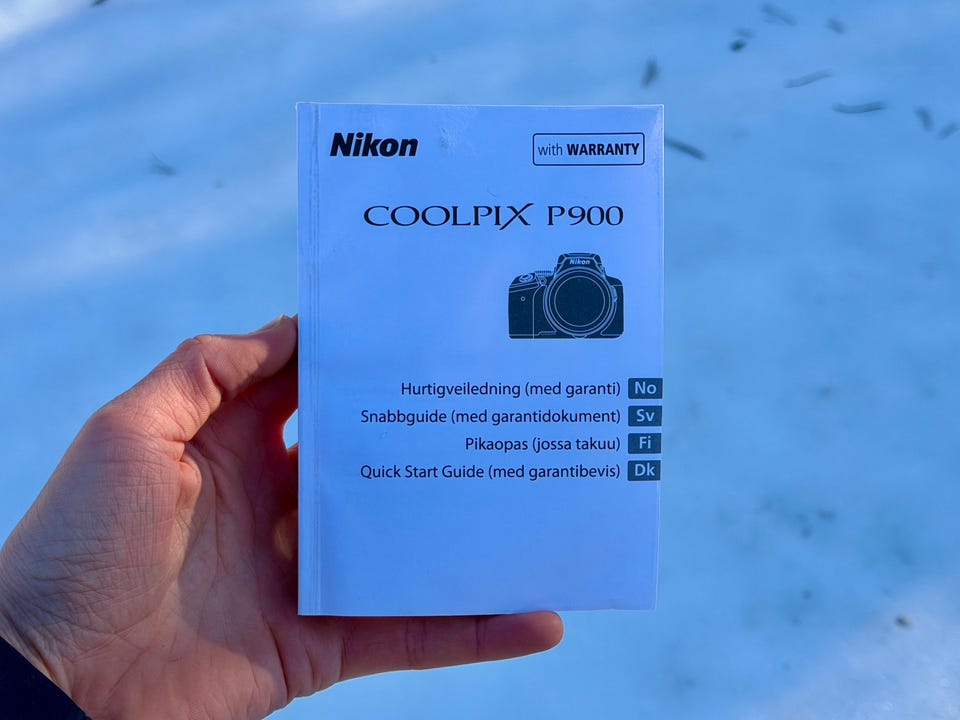 Nikon
with WARRANTY
COOLPIX P900
Nikon
Hurtigveiledning (med garanti) No
Snabbguide (med garantidokument) Sv
Pikaopas (jossa takuu) Fi
Quick Start Guide (med garantibevis) Dk